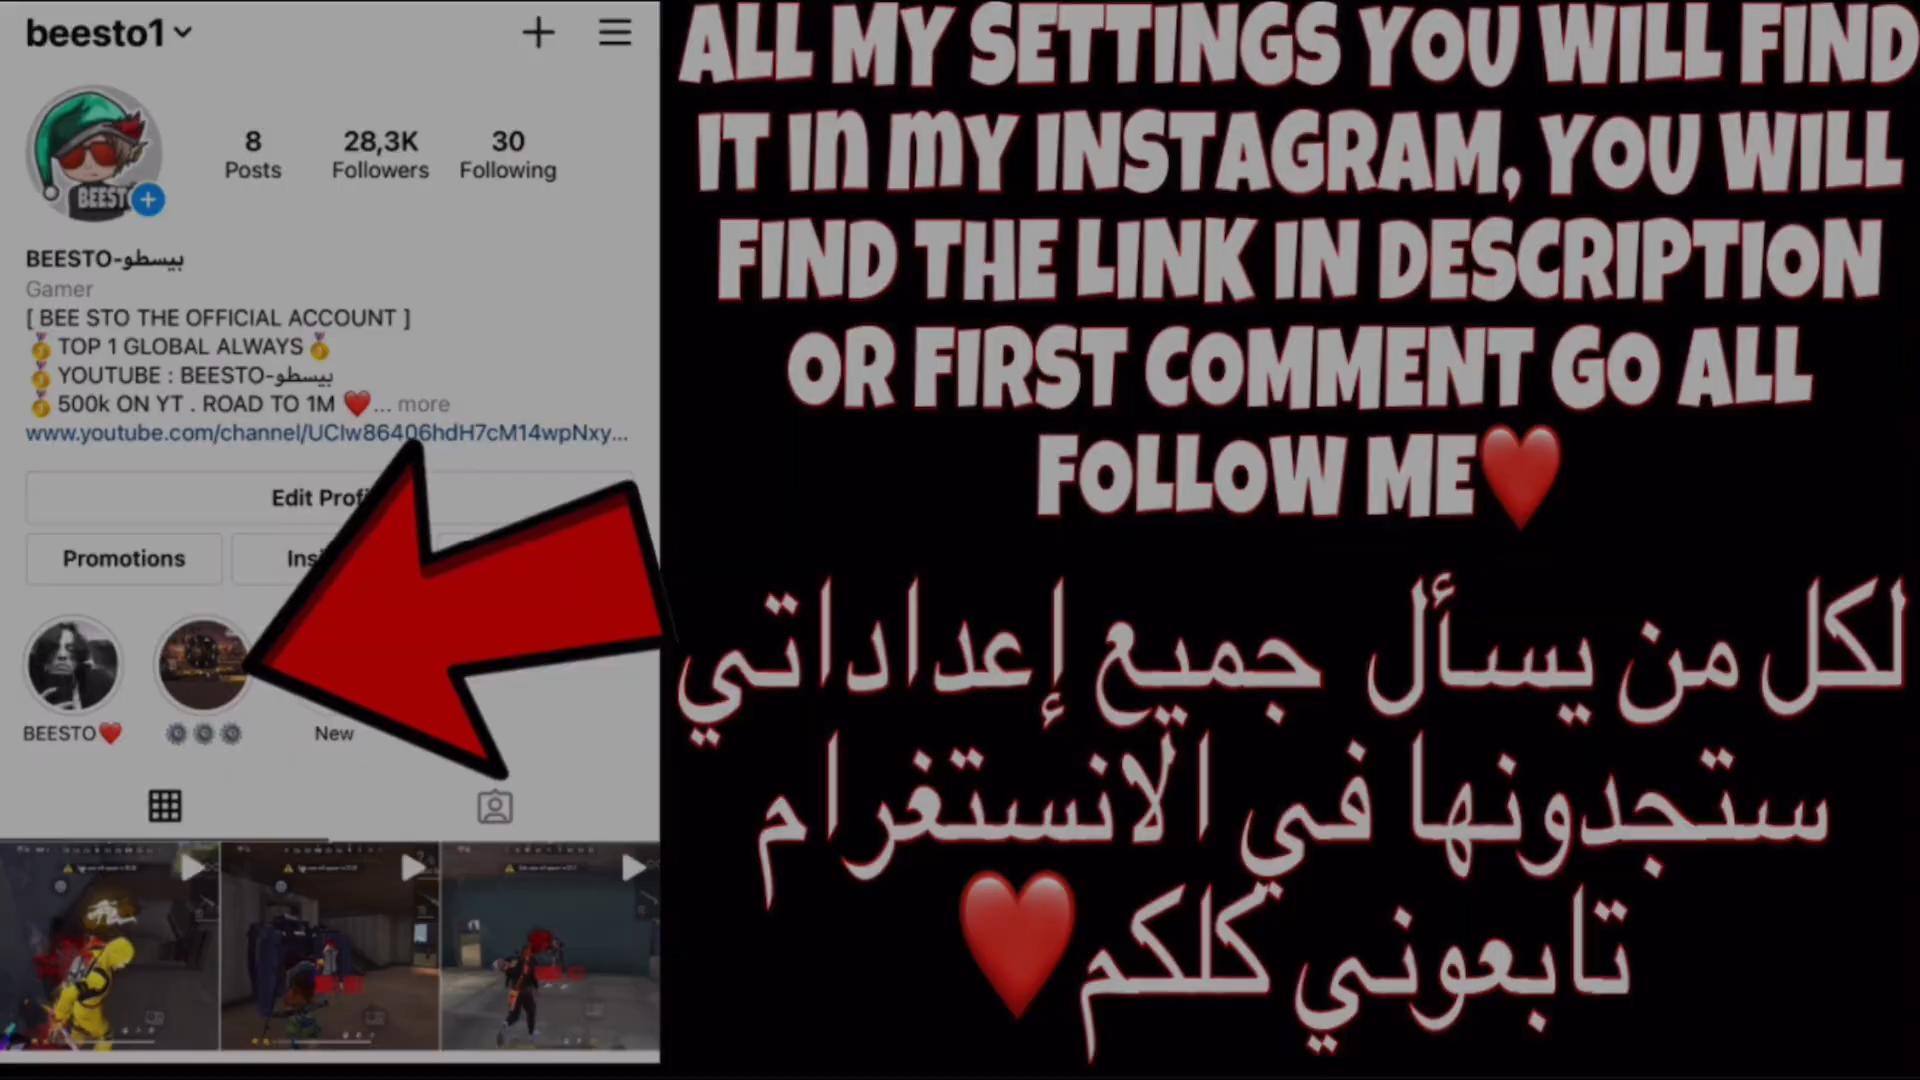 beesto1
8
28,3K
30
Posts
Followers
Following
BEESTO-بيسطو
Gamer
[ BEE STO THE OFFICIAL ACCOUNT ]
🥇TOP 1 GLOBAL ALWAYS🥇
🥇YOUTUBE : BEESTO-بيسطو
🥇500k ON YT . ROAD TO 1M ❤️... more
www.youtube.com/channel/UCIw86406hdH7cM14wpNxy...
Edit Profi
Promotions
Ins
BEESTO❤️
⚙️⚙️⚙️
New
ALL MY SETTINGS YOU WILL FIND
IT In mY INSTAGRAM, YOU WILL
FIND THE LINK IN DESCRIPTION
OR FIRST COMMENT GO ALL
FOLLOW ME❤️
لكل من يسأل جميع إعداداتي
ستجدونها في الانستغرام
تابعوني كلكم❤️